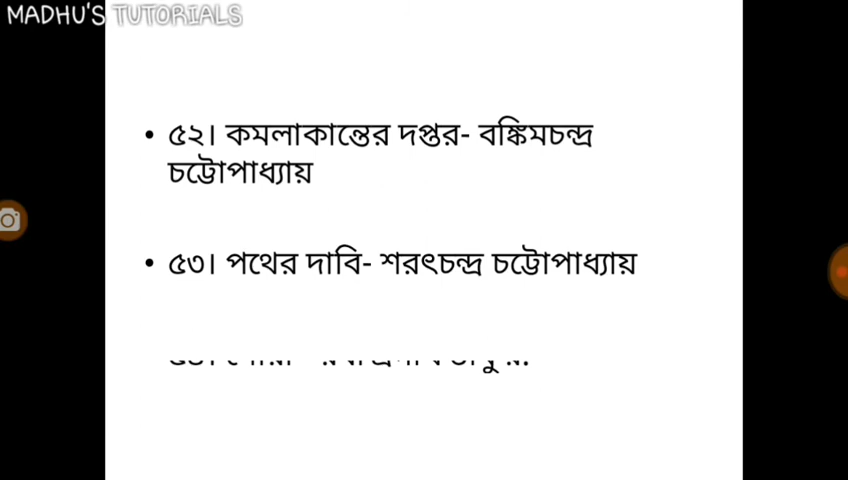 MADHU'S TUTORIALS
• ৫২। কমলাকান্তের দপ্তর- বঙ্কিমচন্দ্র
চট্টোপাধ্যায়
• ৫৩। পথের দাবি- শরৎচন্দ্র চট্টোপাধ্যায়